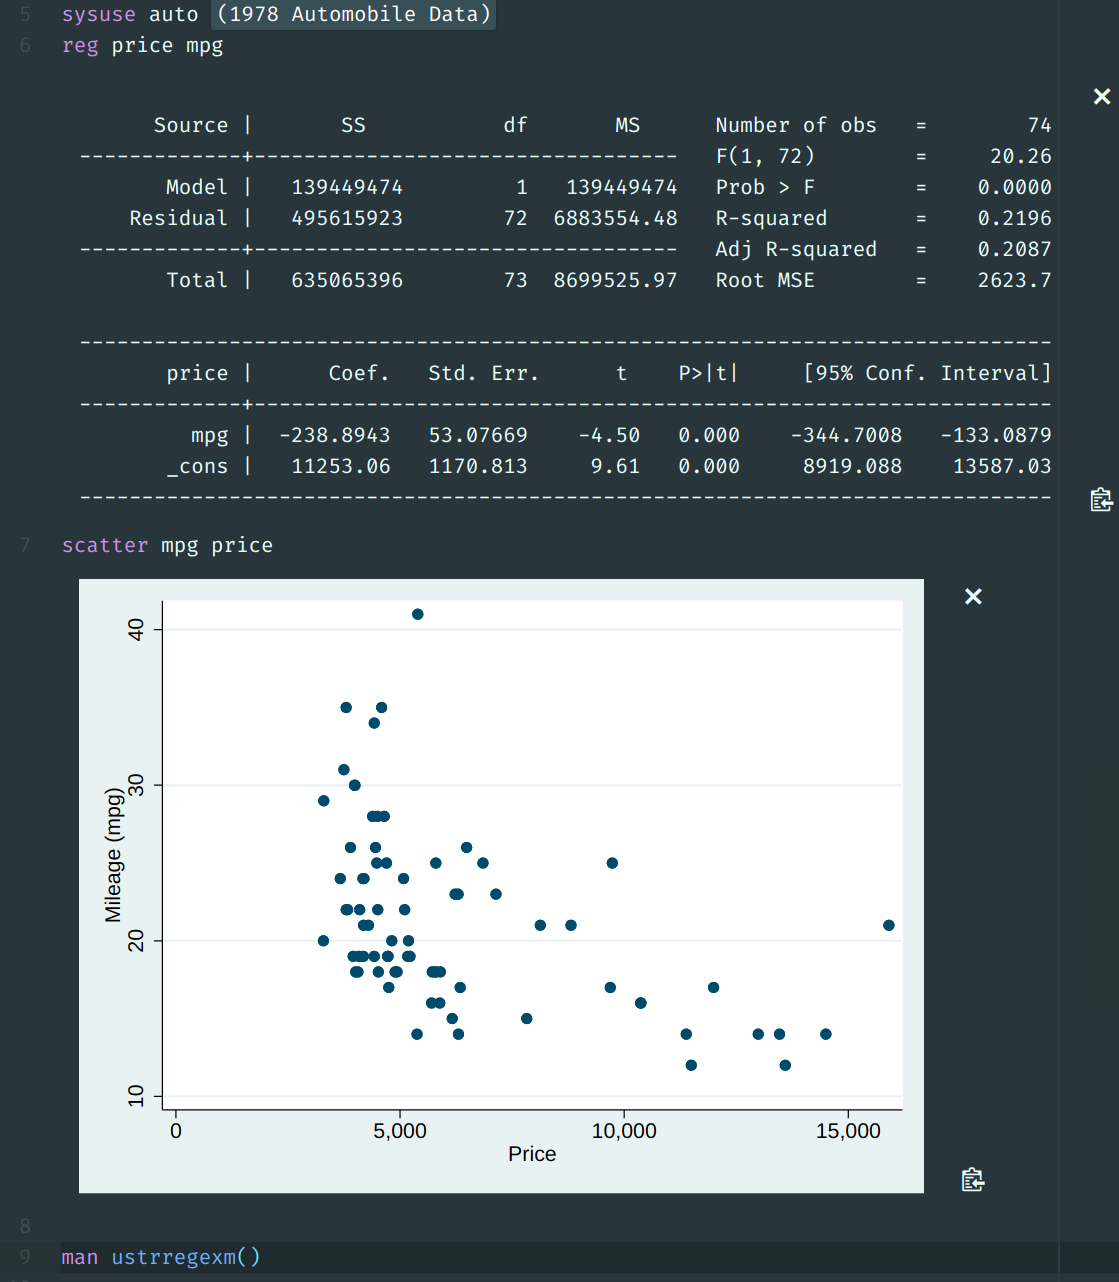 5 sysuse auto (1978 Automobile Data)
6 reg price mpg
Source | SS df MS Number of obs = 74
-------------+---------------------------------- F(1, 72) = 20.26
Model | 139449474 1 139449474 Prob > F = 0.0000
Residual | 495615923 72 6883554.48 R-squared = 0.2196
-------------+---------------------------------- Adj R-squared = 0.2087
Total | 635065396 73 8699525.97 Root MSE = 2623.7
------------------------------------------------------------------------------
price | Coef. Std. Err. t P>|t| [95% Conf. Interval]
-------------+----------------------------------------------------------------
mpg | -238.8943 53.07669 -4.50 0.000 -344.7008 -133.0879
_cons | 11253.06 1170.813 9.61 0.000 8919.088 13587.03
------------------------------------------------------------------------------
7 scatter mpg price
40
30
20
10
Mileage (mpg)
0 5,000 10,000 15,000
Price
8
9 man ustrregexm()